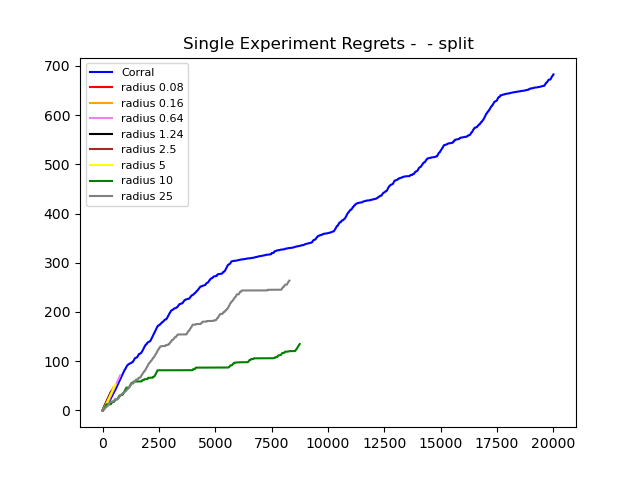 Single Experiment Regrets -  - split
700
600
500
400
300
200
100
0
Corral
radius 0.08
radius 0.16
radius 0.64
radius 1.24
radius 2.5
radius 5
radius 10
radius 25
0 2500 5000 7500 10000 12500 15000 17500 20000